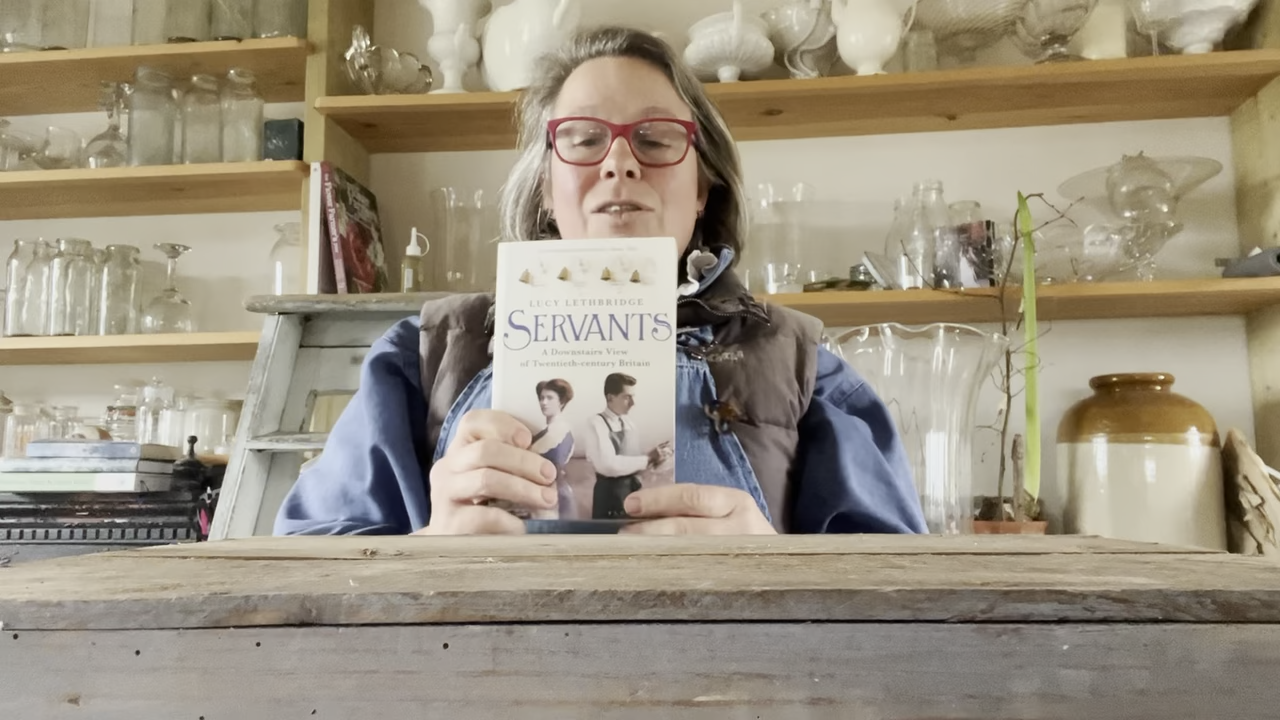 LUCY LETHBRIDGE
SERVANTS
A Downstairs View
of Twentieth-century Britain